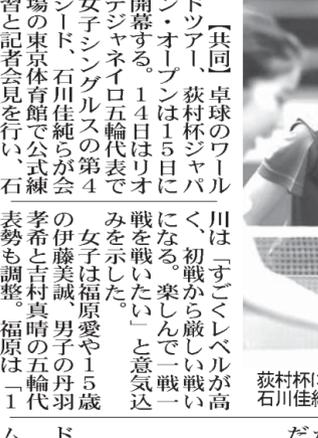 【共同】卓球のワール
ドツアー、荻村杯ジャパ
ン・オープンは１５日に
開幕する。１４日はリオ
デジャネイロ五輪代表で
女子シングルスの第４
シード、石川佳純らが会
場の東京体育館で公式練
習と記者会見を行い、石
川は「すごくレベルが高
く、初戦から厳しい戦い
になる。楽しんで一戦一
戦を戦いたい」と意気込
みを示した。
女子は福原愛や１５歳
の伊藤美誠、男子の丹羽
孝希と吉村真晴の五輪代
表勢も調整。福原は「１
荻村杯に
石川佳純
だが
ド
ム